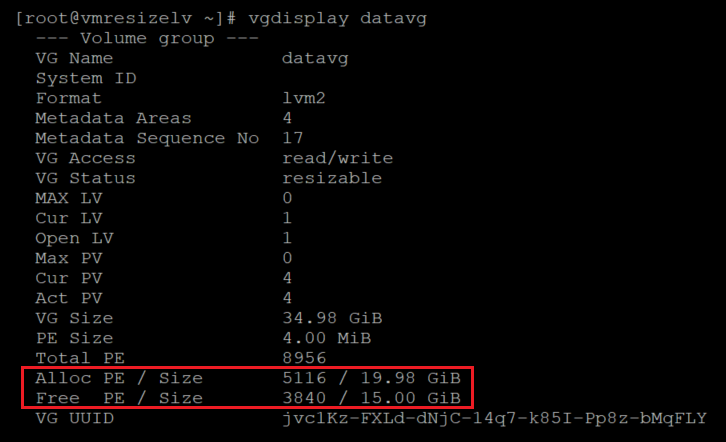 [root@vmresizelv ~]# vgdisplay datavg
--- Volume group ---
VG Name datavg
System ID
Format lvm2
Metadata Areas 4
Metadata Sequence No 17
VG Access read/write
VG Status resizable
MAX LV 0
Cur LV 1
Open LV 1
Max PV 0
Cur PV 4
Act PV 4
VG Size 34.98 GiB
PE Size 4.00 MiB
Total PE 8956
Alloc PE / Size 5116 / 19.98 GiB
Free PE / Size 3840 / 15.00 GiB
VG UUID jvclKz-FXLd-dNjC-14q7-k85I-Pp8z-bMqFLY